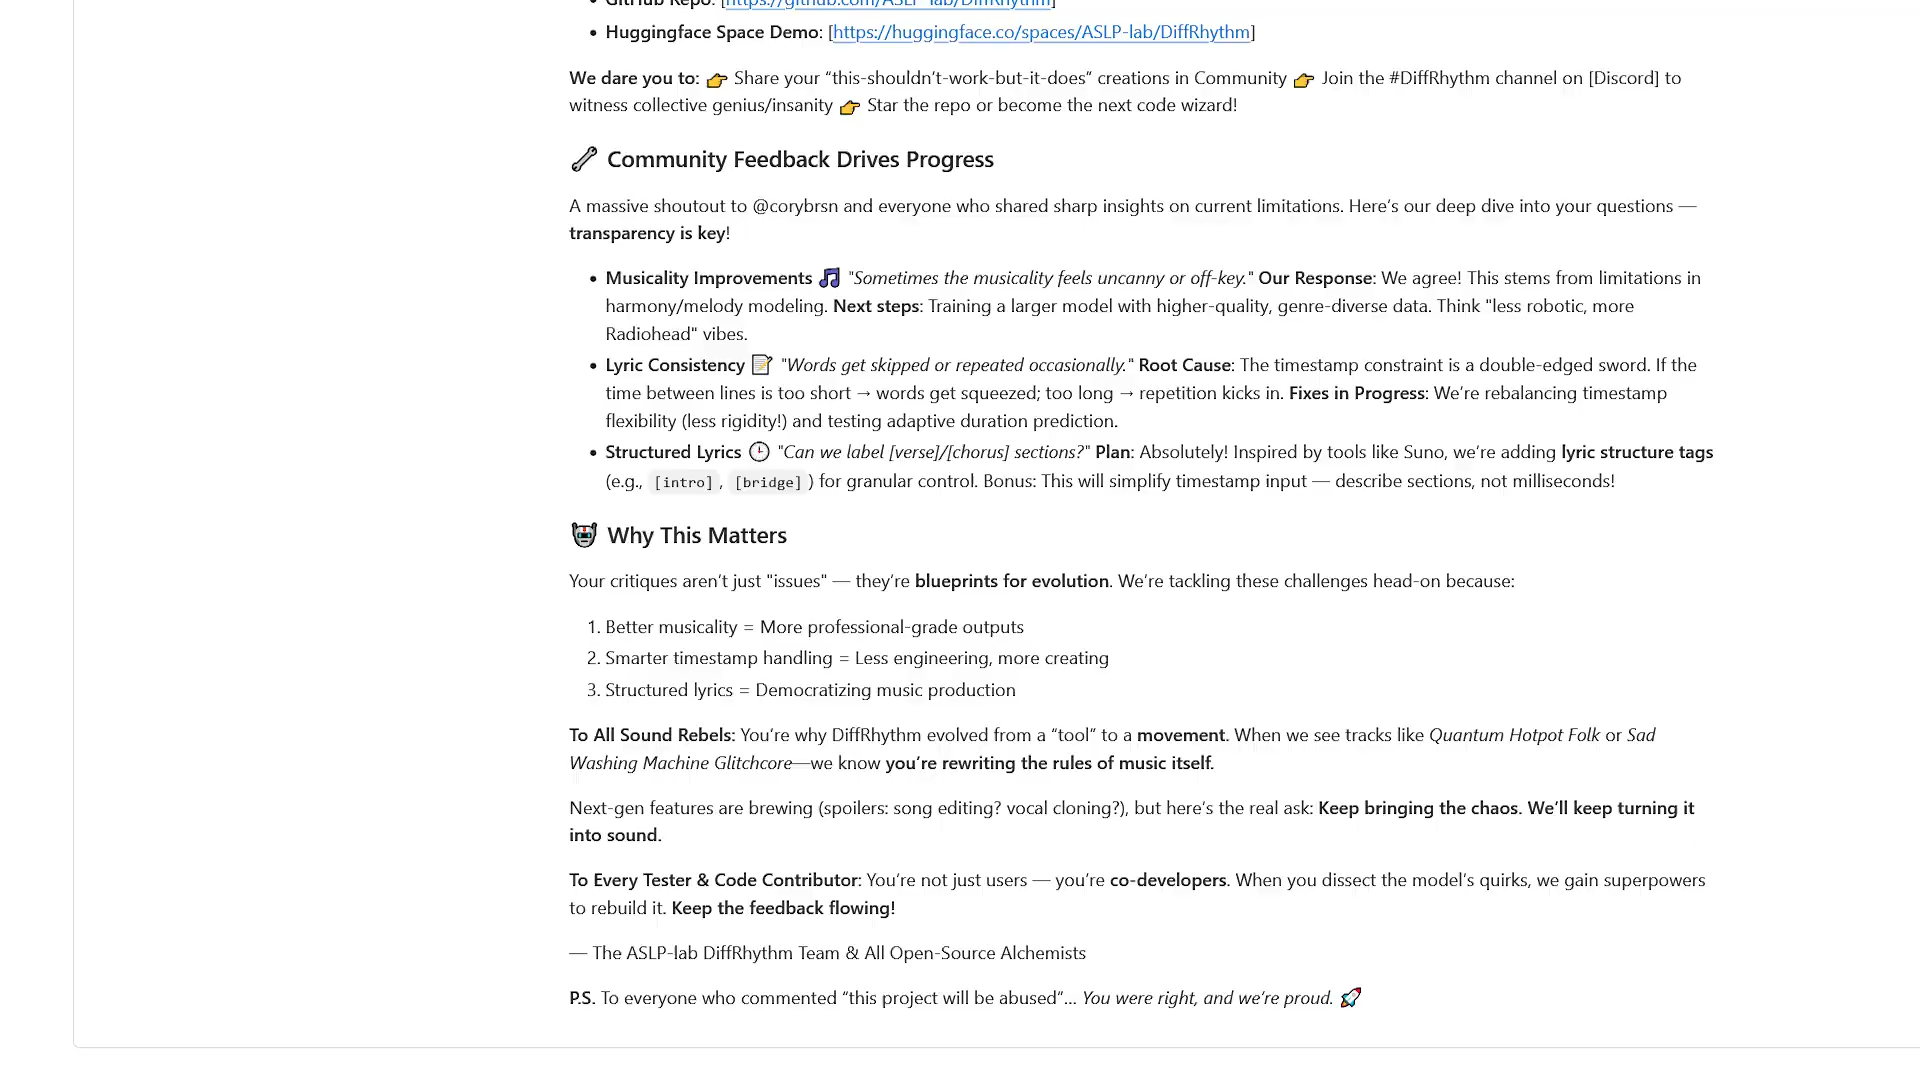 GitHub Repo: [https://github.com/ASLP-lab/DiffRhythm]
Huggingface Space Demo: [https://huggingface.co/spaces/ASLP-lab/DiffRhythm]
We dare you to: 👉 Share your “this-shouldn’t-work-but-it-does” creations in Community 👉 Join the #DiffRhythm channel on [Discord] to
witness collective genius/insanity 👉 Star the repo or become the next code wizard!
🔧 Community Feedback Drives Progress
A massive shoutout to @corybrsn and everyone who shared sharp insights on current limitations. Here’s our deep dive into your questions —
transparency is key!
Musicality Improvements 🎵 "Sometimes the musicality feels uncanny or off-key." Our Response: We agree! This stems from limitations in
harmony/melody modeling. Next steps: Training a larger model with higher-quality, genre-diverse data. Think "less robotic, more
Radiohead" vibes.
Lyric Consistency 📝 "Words get skipped or repeated occasionally." Root Cause: The timestamp constraint is a double-edged sword. If the
time between lines is too short → words get squeezed; too long → repetition kicks in. Fixes in Progress: We’re rebalancing timestamp
flexibility (less rigidity!) and testing adaptive duration prediction.
Structured Lyrics 🕒 "Can we label [verse]/[chorus] sections?" Plan: Absolutely! Inspired by tools like Suno, we’re adding lyric structure tags
(e.g., [intro], [bridge]) for granular control. Bonus: This will simplify timestamp input — describe sections, not milliseconds!
🤖 Why This Matters
Your critiques aren’t just "issues" — they’re blueprints for evolution. We’re tackling these challenges head-on because:
1. Better musicality = More professional-grade outputs
2. Smarter timestamp handling = Less engineering, more creating
3. Structured lyrics = Democratizing music production
To All Sound Rebels: You’re why DiffRhythm evolved from a “tool” to a movement. When we see tracks like Quantum Hotpot Folk or Sad
Washing Machine Glitchcore—we know you’re rewriting the rules of music itself.
Next-gen features are brewing (spoilers: song editing? vocal cloning?), but here’s the real ask: Keep bringing the chaos. We’ll keep turning it
into sound.
To Every Tester & Code Contributor: You’re not just users — you’re co-developers. When you dissect the model’s quirks, we gain superpowers
to rebuild it. Keep the feedback flowing!
— The ASLP-lab DiffRhythm Team & All Open-Source Alchemists
P.S. To everyone who commented “this project will be abused”... You were right, and we’re proud. 🚀